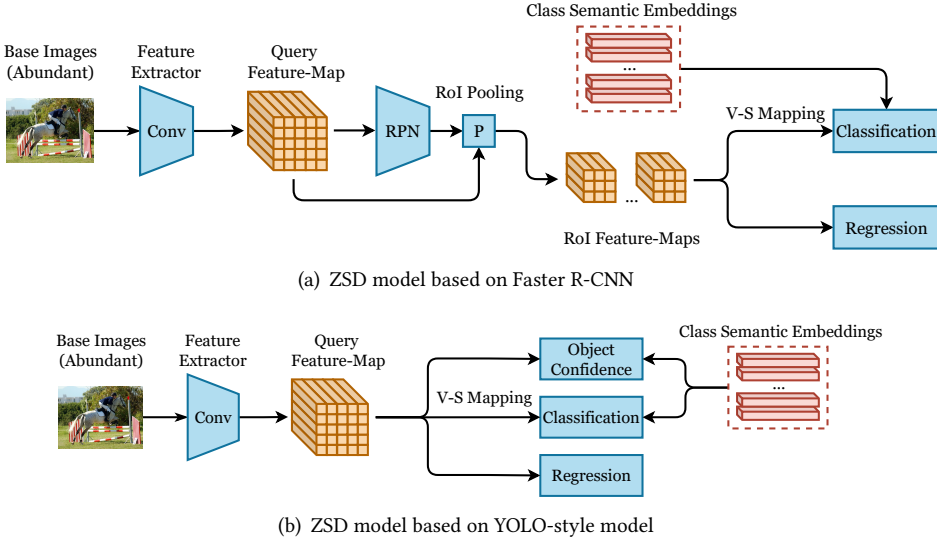 Class Semantic Embeddings
Base Images
(Abundant)
Feature
Extractor
Query
Feature-Map
RoI Pooling
...
Conv
RPN
P
V-S Mapping
Classification
...
RoI Feature-Maps
Regression
(a) ZSD model based on Faster R-CNN
Base Images
(Abundant)
Feature
Extractor
Query
Feature-Map
Object
Confidence
Class Semantic Embeddings
...
Conv
V-S Mapping
Classification
Regression
(b) ZSD model based on YOLO-style model